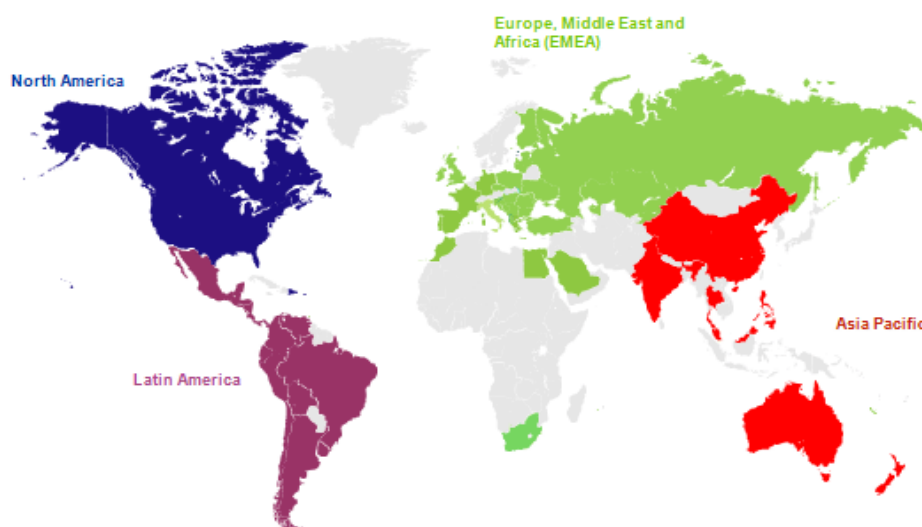 Europe, Middle East and
Africa (EMEA)
North America
Asia Pacific
Latin America